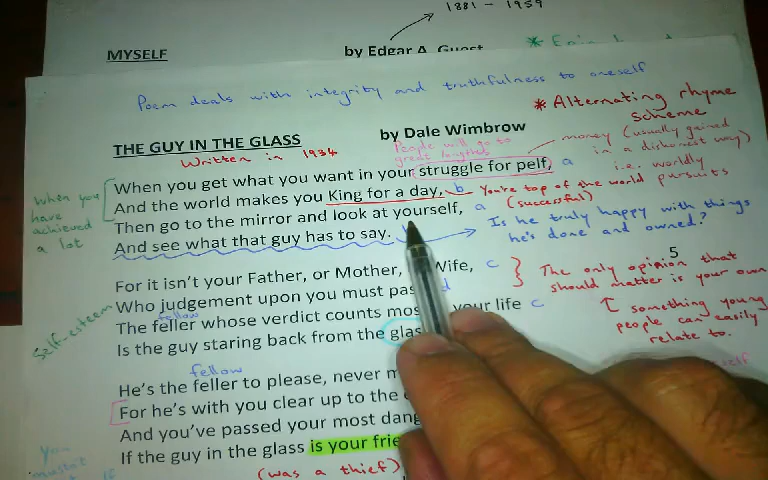 1881 - 1959
MYSELF
by Edgar A. Guest
Poem deals with integrity and truthfulness to oneself
* Alternating rhyme
scheme
THE GUY IN THE GLASS
by Dale Wimbrow
Written in 1934
People will go to
great lengths
money (usually gained
in a dishonest way)
i.e. worldly
pursuits
When you
have
achieved
a lot
When you get what you want in your struggle for pelf, a
And the world makes you King for a day, b
You're top of the world
(successful)
Then go to the mirror and look at yourself, a
And see what that guy has to say.
Is he truly happy with things
he's done and owned?
For it isn't your Father, or Mother, Wife, c
Who judgement upon you must pas d
fellow
The feller whose verdict counts mos your life c
Is the guy staring back from the glas
5
The only opinion that
should matter is your own
something young
people can easily
relate to.
Self-esteem
fellow
He's the feller to please, never m
For he's with you clear up to the
And you've passed your most dang
If the guy in the glass is your frie
(was a thief)
You
mustn't